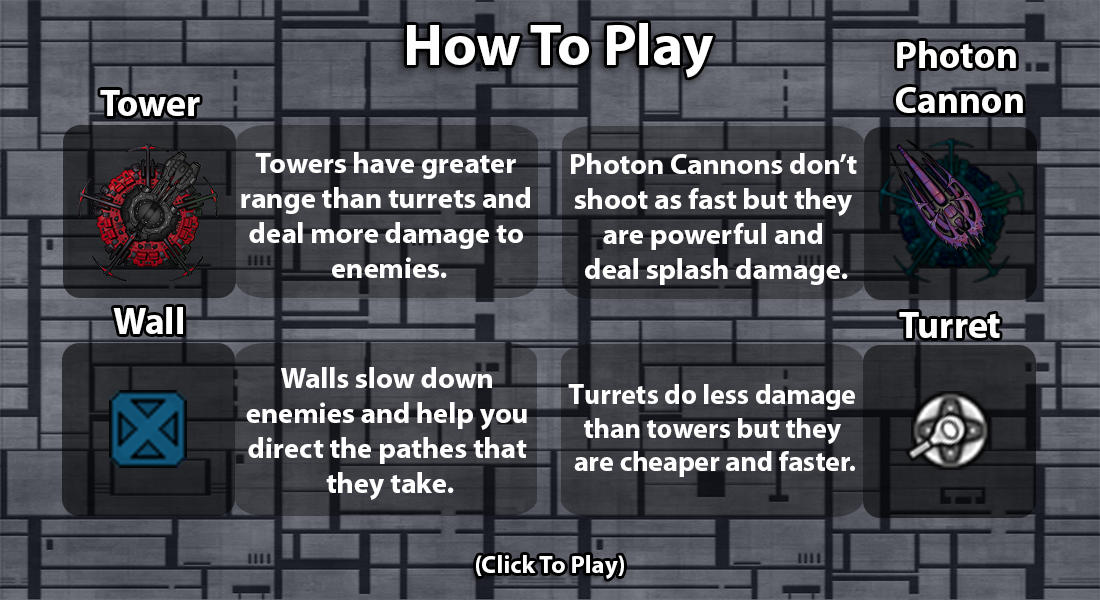 How To Play
Tower
Towers have greater
range than turrets and
deal more damage to
enemies.
Photon
Cannon
Photon Cannons don’t
shoot as fast but they
are powerful and
deal splash damage.
Wall
Walls slow down
enemies and help you
direct the pathes that
they take.
Turret
Turrets do less damage
than towers but they
are cheaper and faster.
(Click To Play)